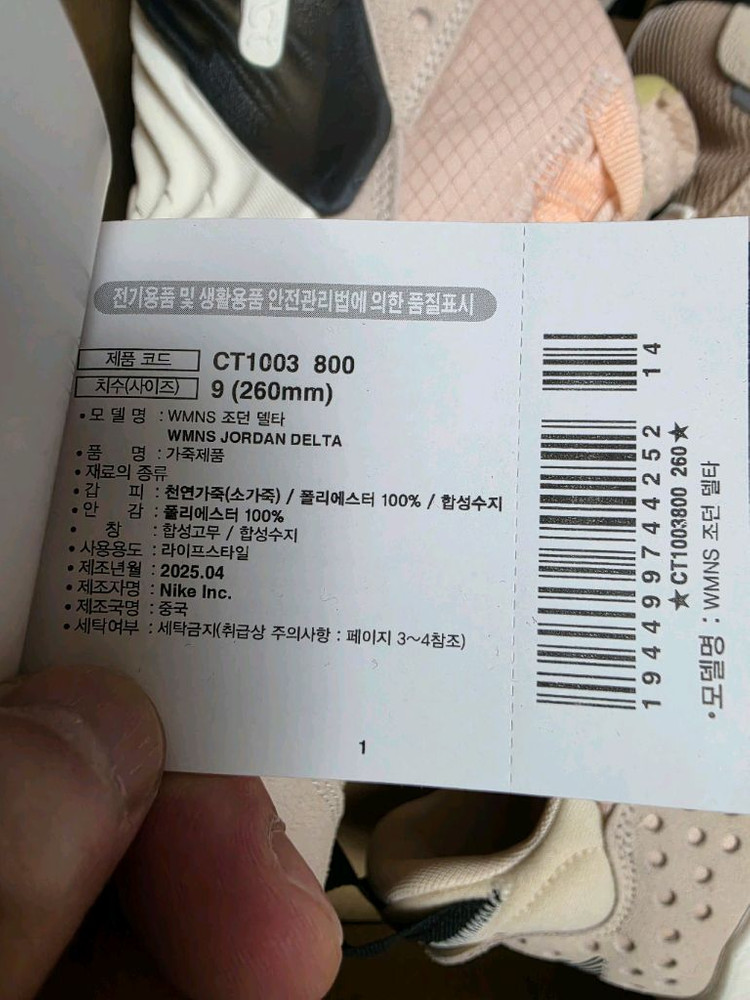 전기용품 및 생활용품 안전관리법에 의한 품질표시
제품 코드 CT1003 800
치수(사이즈) 9 (260mm)
• 모 델 명 : WMNS 조던 델타
WMNS JORDAN DELTA
• 품 명 : 가죽제품
• 재료의 종류
• 갑 피 : 천연가죽(소가죽) / 폴리에스터 100% / 합성수지
• 안 감 : 폴리에스터 100%
• 창 : 합성고무 / 합성수지
• 사용용도 : 라이프스타일
• 제조년월 : 2025.04
• 제조자명 : Nike Inc.
• 제조국명 : 중국
• 세탁여부 : 세탁금지(취급상 주의사항 : 페이지 3~4참조)
1
14
194499744252
★CT1003800 260★
•모델명 : WMNS 조던 델타